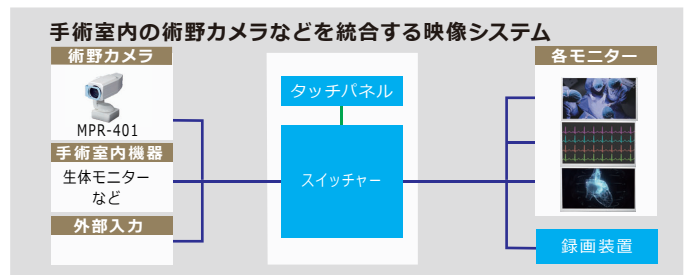 手術室内の術野カメラなどを統合する映像システム
術野カメラ
MPR-401
手術室内機器
生体モニター
など
外部入力
タッチパネル
スイッチャー
各モニター
録画装置